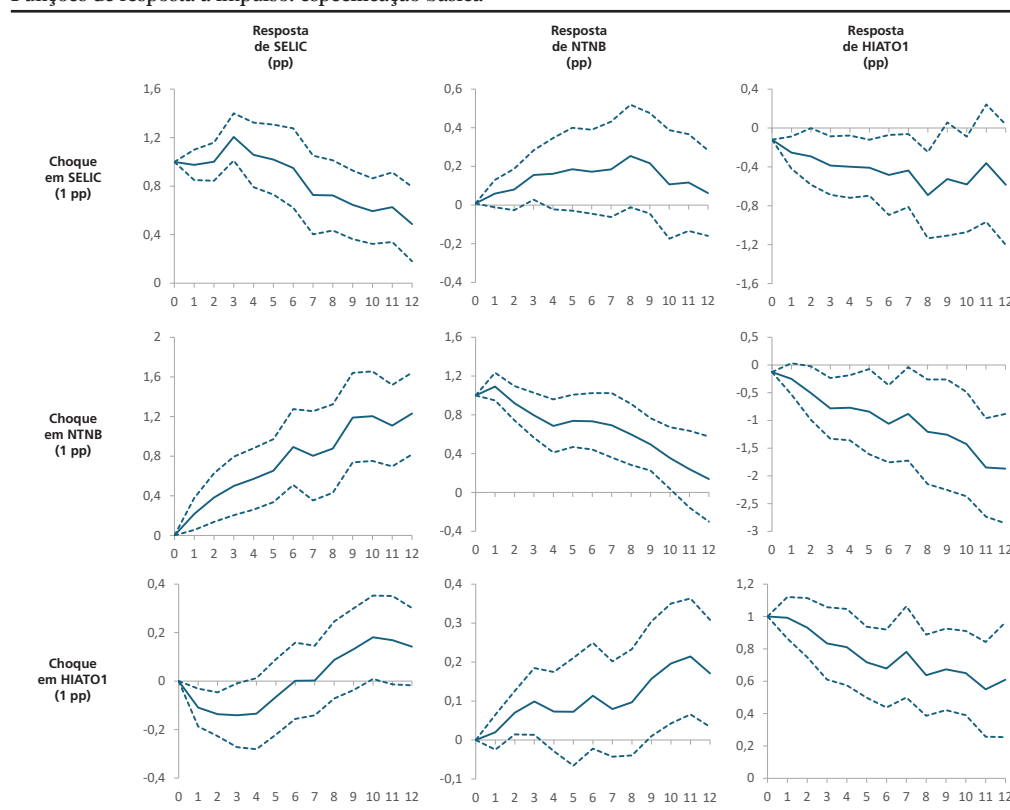 Funções de resposta a impulso: especificação básica
Resposta
de SELIC
(pp)
Resposta
de NTNB
(pp)
Resposta
de HIATO1
(pp)
Choque
em SELIC
(1 pp)
1,6
1,2
0,8
0,4
0
0 1 2 3 4 5 6 7 8 9 10 11 12
0,6
0,4
0,2
0
-0,2
-0,4
0 1 2 3 4 5 6 7 8 9 10 11 12
0,4
0
-0,4
-0,8
-1,2
-1,6
0 1 2 3 4 5 6 7 8 9 10 11 12
Choque
em NTNB
(1 pp)
2
1,6
1,2
0,8
0,4
0
0 1 2 3 4 5 6 7 8 9 10 11 12
1,6
1,2
0,8
0,4
0
-0,4
0 1 2 3 4 5 6 7 8 9 10 11 12
0,5
0
-0,5
-1
-1,5
-2
-2,5
-3
0 1 2 3 4 5 6 7 8 9 10 11 12
Choque
em HIATO1
(1 pp)
0,4
0,2
0
-0,2
-0,4
0 1 2 3 4 5 6 7 8 9 10 11 12
0,4
0,3
0,2
0,1
0
-0,1
0 1 2 3 4 5 6 7 8 9 10 11 12
1,2
1
0,8
0,6
0,4
0,2
0
0 1 2 3 4 5 6 7 8 9 10 11 12